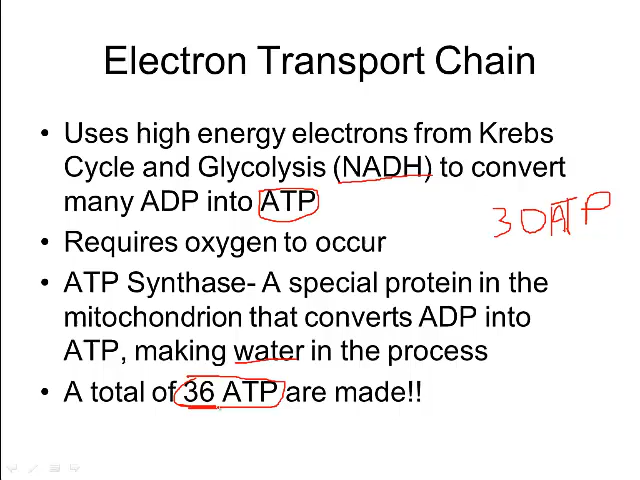 Electron Transport Chain
• Uses high energy electrons from Krebs
Cycle and Glycolysis (NADH) to convert
many ADP into ATP
30ATP
• Requires oxygen to occur
• ATP Synthase- A special protein in the
mitochondrion that converts ADP into
ATP, making water in the process
• A total of 36 ATP are made!!